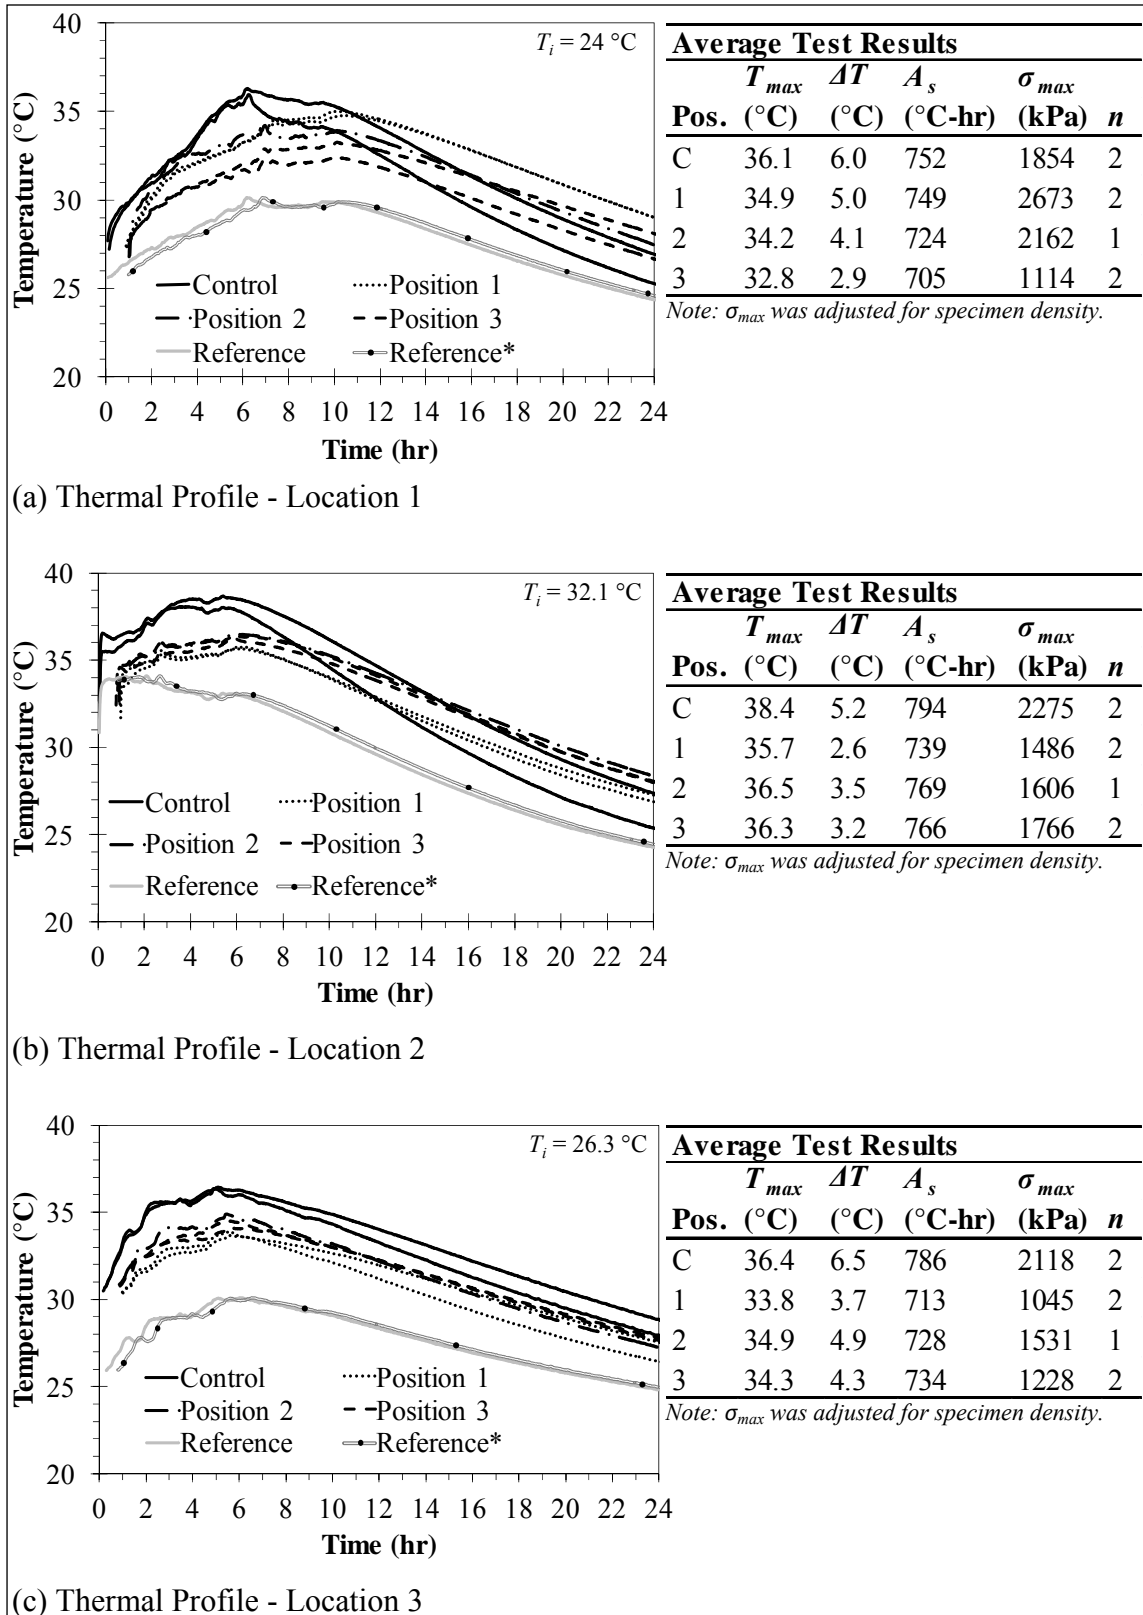 40
35
30
25
20
Temperature (°C)
T_i = 24 °C
Control
Position 1
Position 2
Position 3
Reference
Reference*
0 2 4 6 8 10 12 14 16 18 20 22 24
Time (hr)
Average Test Results
T_max ΔT A_s σ_max
Pos. (°C) (°C) (°C-hr) (kPa) n
C 36.1 6.0 752 1854 2
1 34.9 5.0 749 2673 2
2 34.2 4.1 724 2162 1
3 32.8 2.9 705 1114 2
Note: σ_max was adjusted for specimen density.
(a) Thermal Profile - Location 1
40
35
30
25
20
Temperature (°C)
T_i = 32.1 °C
Control
Position 1
Position 2
Position 3
Reference
Reference*
0 2 4 6 8 10 12 14 16 18 20 22 24
Time (hr)
Average Test Results
T_max ΔT A_s σ_max
Pos. (°C) (°C) (°C-hr) (kPa) n
C 38.4 5.2 794 2275 2
1 35.7 2.6 739 1486 2
2 36.5 3.5 769 1606 1
3 36.3 3.2 766 1766 2
Note: σ_max was adjusted for specimen density.
(b) Thermal Profile - Location 2
40
35
30
25
20
Temperature (°C)
T_i = 26.3 °C
Control
Position 1
Position 2
Position 3
Reference
Reference*
0 2 4 6 8 10 12 14 16 18 20 22 24
Time (hr)
Average Test Results
T_max ΔT A_s σ_max
Pos. (°C) (°C) (°C-hr) (kPa) n
C 36.4 6.5 786 2118 2
1 33.8 3.7 713 1045 2
2 34.9 4.9 728 1531 1
3 34.3 4.3 734 1228 2
Note: σ_max was adjusted for specimen density.
(c) Thermal Profile - Location 3